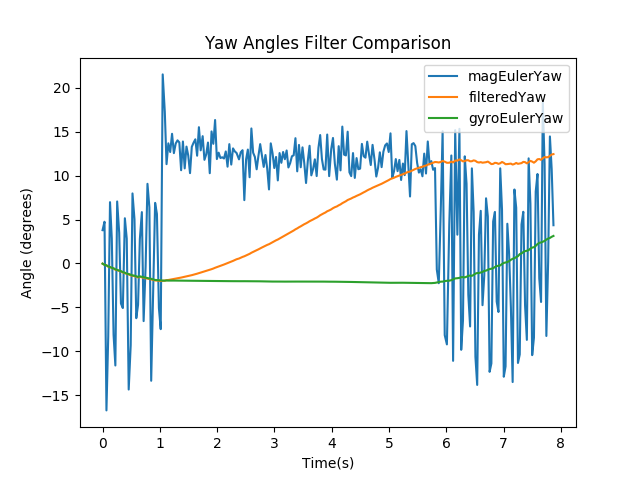 Yaw Angles Filter Comparison
magEulerYaw
filteredYaw
gyroEulerYaw
Angle (degrees)
20
15
10
5
0
−5
−10
−15
0 1 2 3 4 5 6 7 8
Time(s)